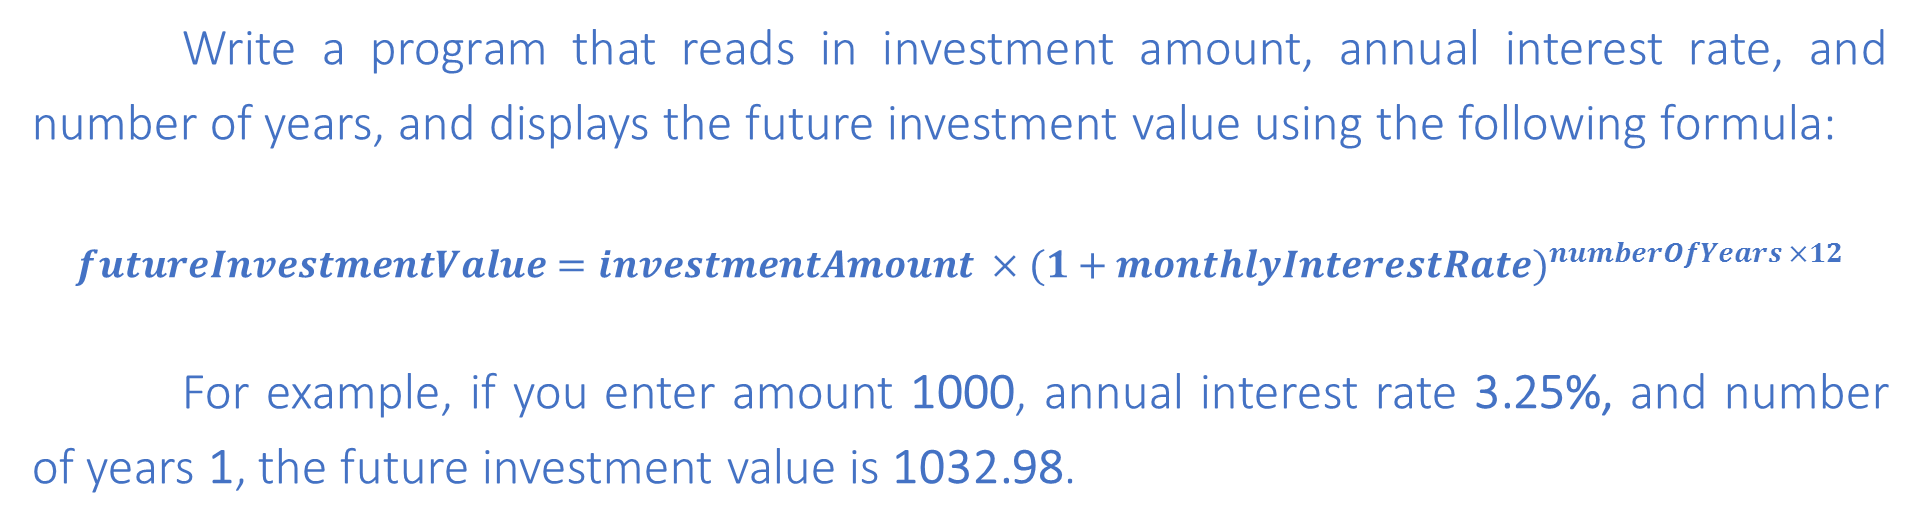 Write a program that reads in investment amount, annual interest rate, and
number of years, and displays the future investment value using the following formula:
futureInvestmentValue = investmentAmount × (1 + monthlyInterestRate)^numberOfYears ×12
For example, if you enter amount 1000, annual interest rate 3.25%, and number
of years 1, the future investment value is 1032.98.